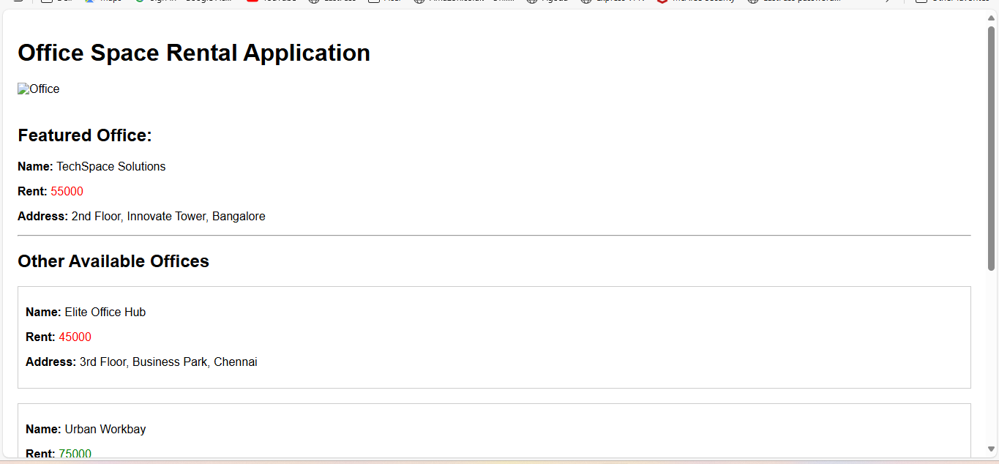 Office Space Rental Application
Office
Featured Office:
Name: TechSpace Solutions
Rent: 55000
Address: 2nd Floor, Innovate Tower, Bangalore
Other Available Offices
Name: Elite Office Hub
Rent: 45000
Address: 3rd Floor, Business Park, Chennai
Name: Urban Workbay
Rent: 75000